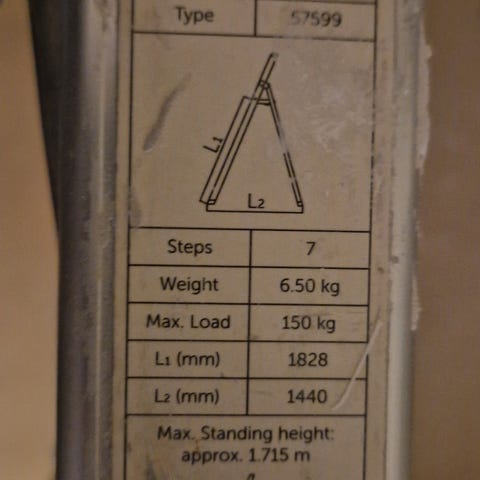 Type 57599
L1
L2
Steps 7
Weight 6.50 kg
Max. Load 150 kg
L1 (mm) 1828
L2 (mm) 1440
Max. Standing height:
approx. 1.715 m